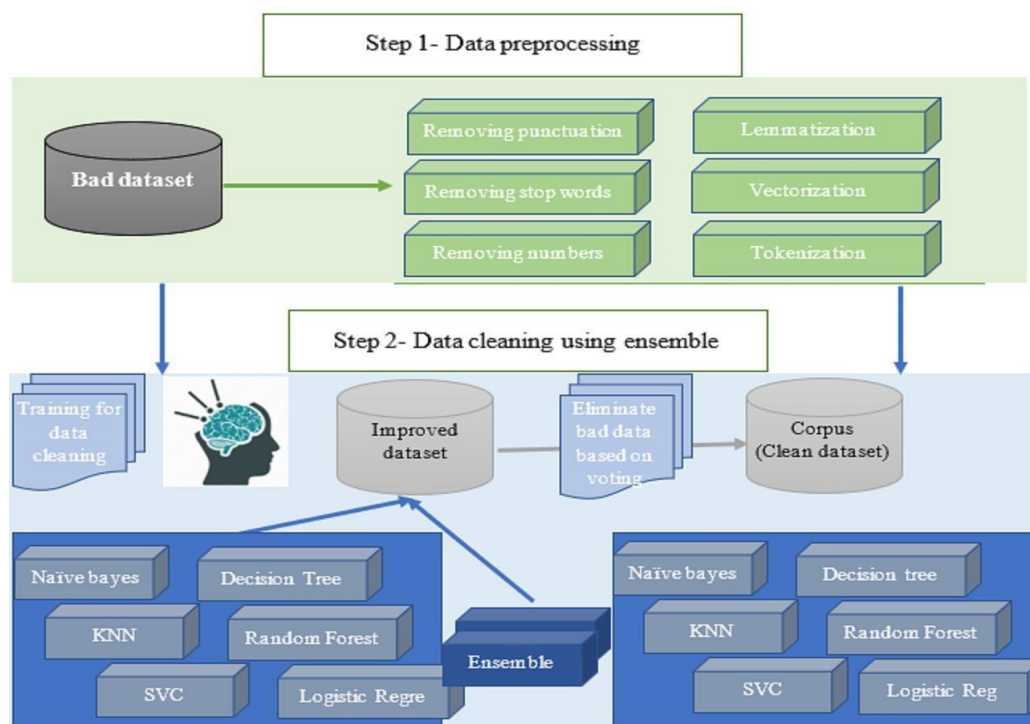 Step 1- Data preprocessing
Bad dataset
Removing punctuation
Lemmatization
Removing stop words
Vectorization
Removing numbers
Tokenization
Step 2- Data cleaning using ensemble
Training for
data
cleaning
Improved
dataset
Eliminate
bad data
based on
voting
Corpus
(Clean dataset)
Naïve bayes
Decision Tree
KNN
Random Forest
SVC
Logistic Regre
Ensemble
Naïve bayes
Decision tree
KNN
Random Forest
SVC
Logistic Reg